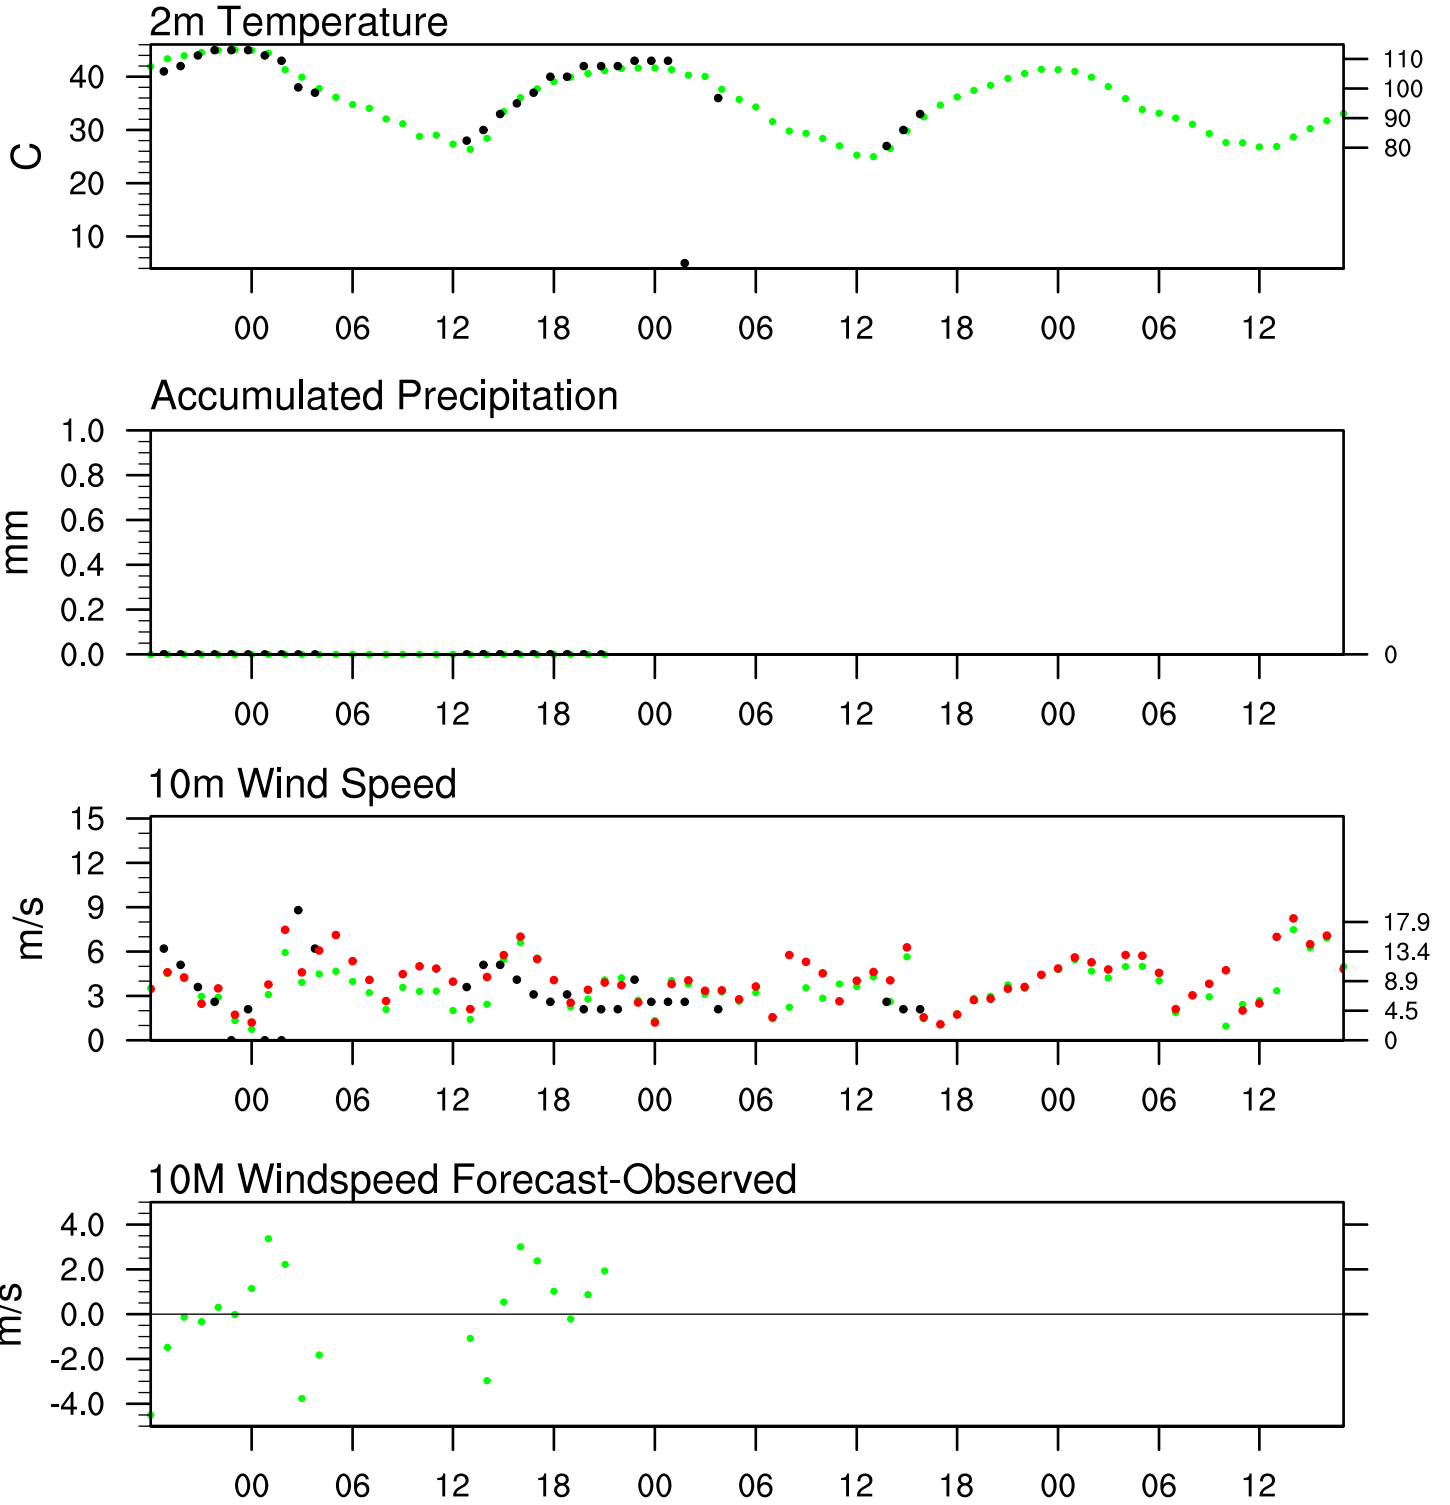 2m Temperature
C
40
30
20
10
110
100
90
80
00 06 12 18 00 06 12 18 00 06 12
Accumulated Precipitation
mm
1.0
0.8
0.6
0.4
0.2
0.0
0
00 06 12 18 00 06 12 18 00 06 12
10m Wind Speed
m/s
15
12
9
6
3
0
17.9
13.4
8.9
4.5
0
00 06 12 18 00 06 12 18 00 06 12
10M Windspeed Forecast-Observed
m/s
4.0
2.0
0.0
-2.0
-4.0
00 06 12 18 00 06 12 18 00 06 12